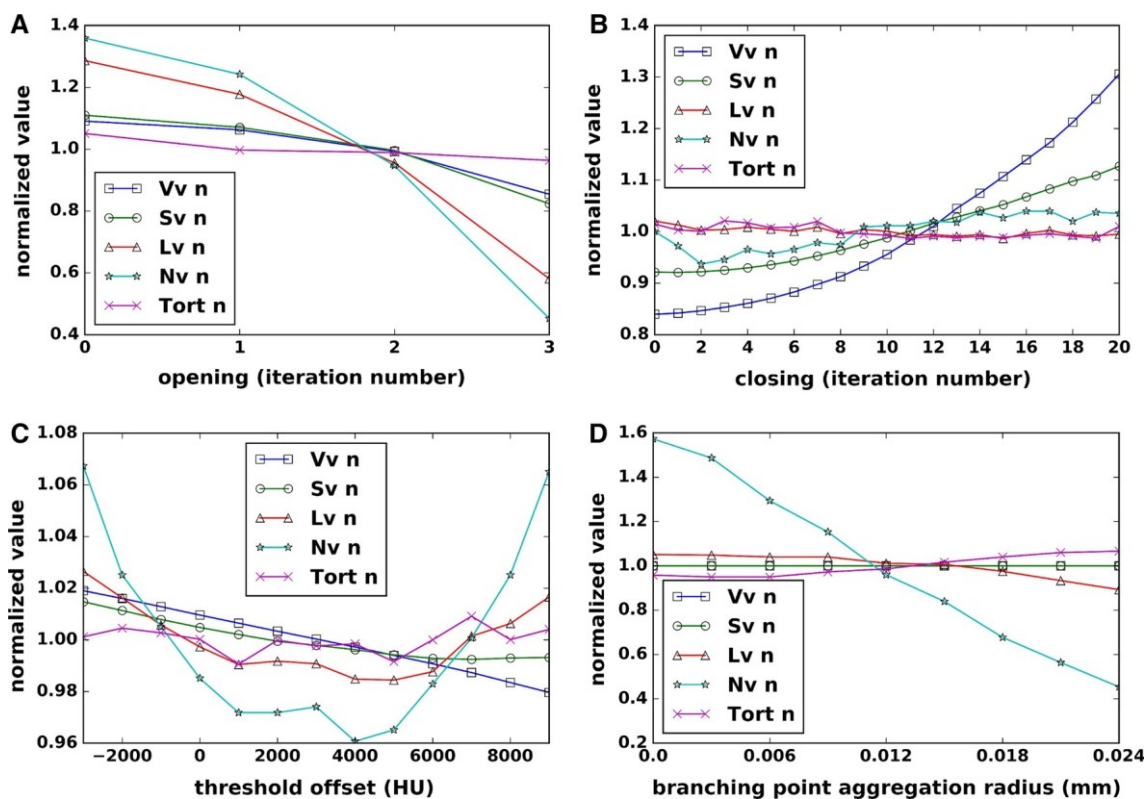 A
normalized value
1.4
1.2
1.0
0.8
0.6
0.4
Vv n
Sv n
Lv n
Nv n
Tort n
0 1 2 3
opening (iteration number)
B
normalized value
1.4
1.3
1.2
1.1
1.0
0.9
0.8
Vv n
Sv n
Lv n
Nv n
Tort n
0 2 4 6 8 10 12 14 16 18 20
closing (iteration number)
C
normalized value
1.08
1.06
1.04
1.02
1.00
0.98
0.96
Vv n
Sv n
Lv n
Nv n
Tort n
−2000 0 2000 4000 6000 8000
threshold offset (HU)
D
normalized value
1.6
1.4
1.2
1.0
0.8
0.6
0.4
0.2
Vv n
Sv n
Lv n
Nv n
Tort n
0.0 0.006 0.012 0.018 0.024
branching point aggregation radius (mm)